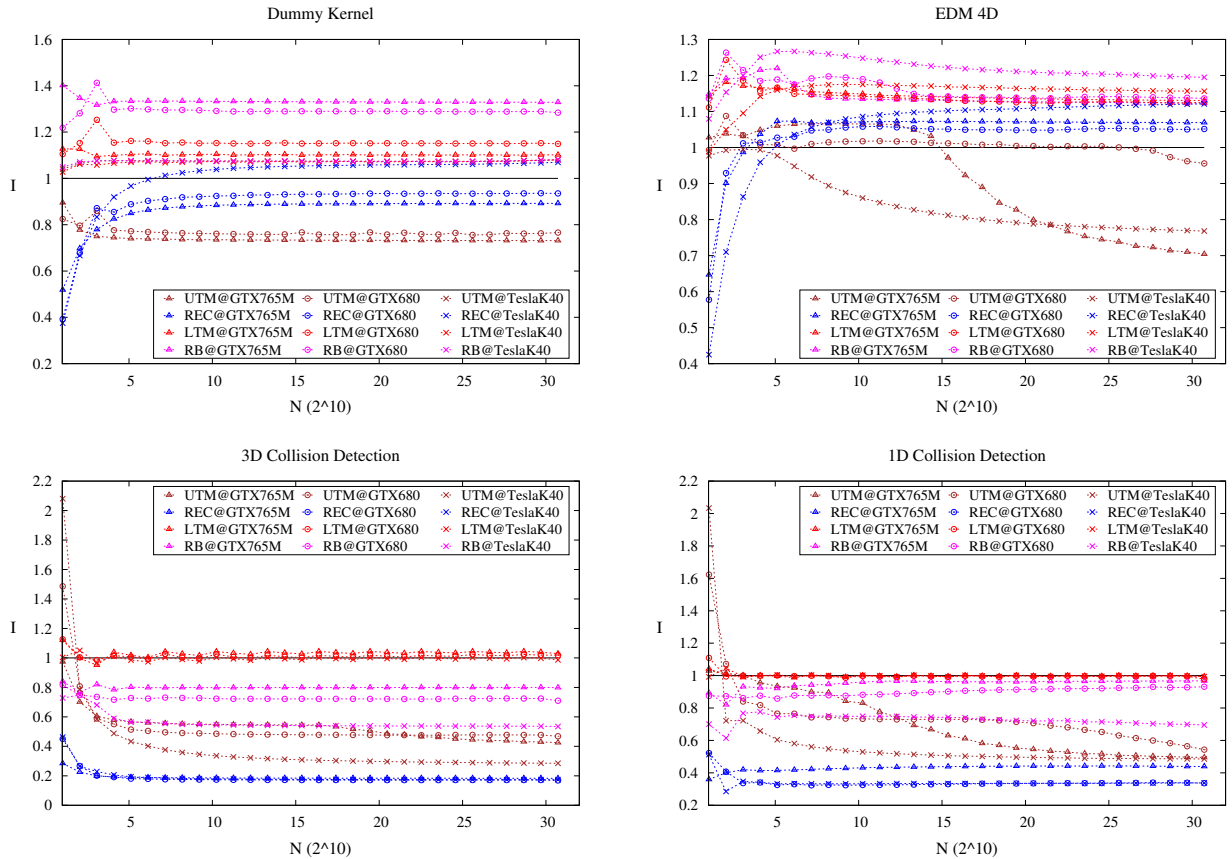 Dummy Kernel
1.6
1.4
1.2
1
0.8
0.6
0.4
0.2
I
UTM@GTX765M UTM@GTX680 UTM@TeslaK40
REC@GTX765M REC@GTX680 REC@TeslaK40
LTM@GTX765M LTM@GTX680 LTM@TeslaK40
RB@GTX765M RB@GTX680 RB@TeslaK40
5 10 15 20 25 30
N (2^10)
EDM 4D
1.3
1.2
1.1
1
0.9
0.8
0.7
0.6
0.5
0.4
I
UTM@GTX765M UTM@GTX680 UTM@TeslaK40
REC@GTX765M REC@GTX680 REC@TeslaK40
LTM@GTX765M LTM@GTX680 LTM@TeslaK40
RB@GTX765M RB@GTX680 RB@TeslaK40
5 10 15 20 25 30
N (2^10)
3D Collision Detection
2.2
2
1.8
1.6
1.4
1.2
1
0.8
0.6
0.4
0.2
0
I
UTM@GTX765M UTM@GTX680 UTM@TeslaK40
REC@GTX765M REC@GTX680 REC@TeslaK40
LTM@GTX765M LTM@GTX680 LTM@TeslaK40
RB@GTX765M RB@GTX680 RB@TeslaK40
5 10 15 20 25 30
N (2^10)
1D Collision Detection
2.2
2
1.8
1.6
1.4
1.2
1
0.8
0.6
0.4
0.2
I
UTM@GTX765M UTM@GTX680 UTM@TeslaK40
REC@GTX765M REC@GTX680 REC@TeslaK40
LTM@GTX765M LTM@GTX680 LTM@TeslaK40
RB@GTX765M RB@GTX680 RB@TeslaK40
5 10 15 20 25 30
N (2^10)